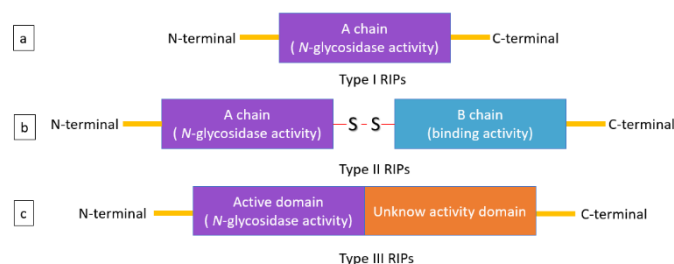 a
N-terminal
A chain
( N-glycosidase activity)
C-terminal
Type I RIPs
b
N-terminal
A chain
( N-glycosidase activity)
S - S
B chain
(binding activity)
C-terminal
Type II RIPs
c
N-terminal
Active domain
( N-glycosidase activity)
Unknow activity domain
C-terminal
Type III RIPs